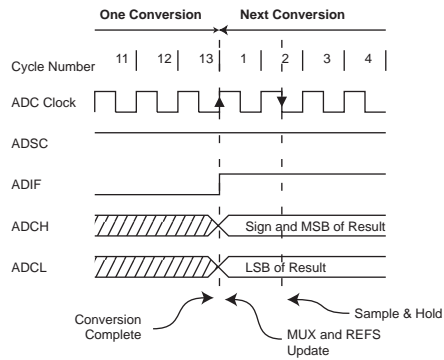 One Conversion Next Conversion
Cycle Number 11 12 13 1 2 3 4
ADC Clock
ADSC
ADIF
ADCH Sign and MSB of Result
ADCL LSB of Result
Conversion
Complete
MUX and REFS
Update
Sample & Hold